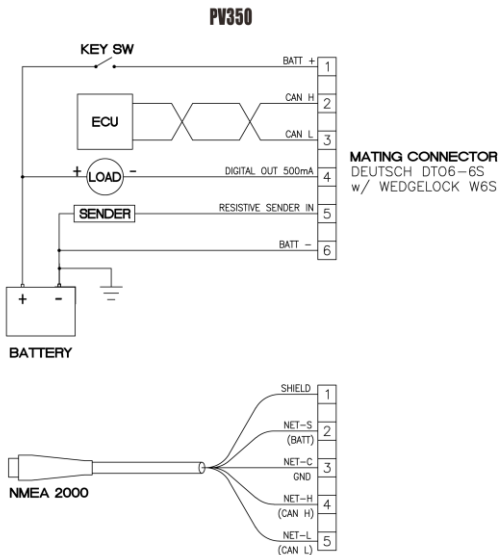 PV350
KEY SW
BATT + 1
ECU
CAN H 2
CAN L 3
+ LOAD - DIGITAL OUT 500mA 4
SENDER RESISTIVE SENDER IN 5
BATT - 6
MATING CONNECTOR
DEUTSCH DT06-6S
w/ WEDGELOCK W6S
+ -
BATTERY
SHIELD 1
NET-S 2
(BATT)
NET-C 3
GND
NET-H 4
(CAN H)
NET-L 5
(CAN L)
NMEA 2000